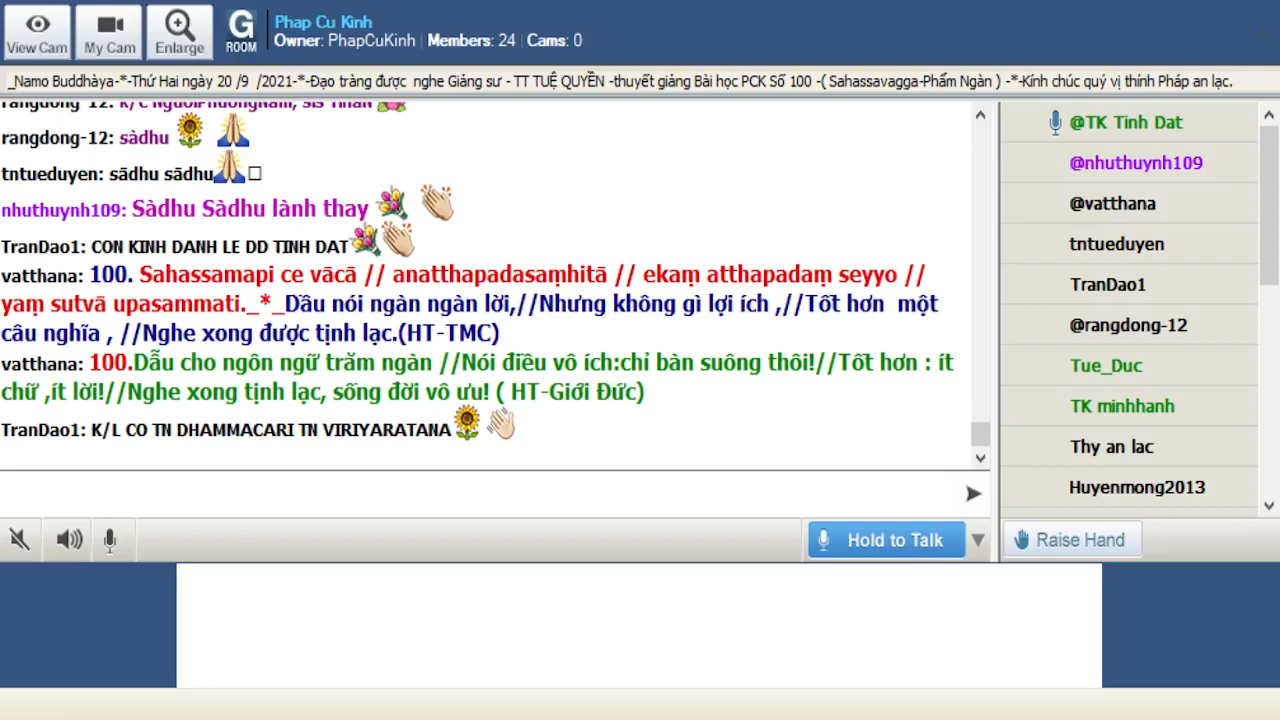 View Cam
My Cam
Enlarge
G
ROOM
Phap Cu Kinh
Owner: PhapCuKinh | Members: 24 | Cams: 0
_Namo Buddhàya-*-Thứ Hai ngày 20 /9 /2021-*-Đạo tràng được nghe Giảng sư - TT TUỆ QUYỀN -thuyết giảng Bài học PCK Số 100 -( Sahassavagga-Phẩm Ngàn ) -*-Kính chúc quý vị thính Pháp an lạc.
rangdong-12: k/c NguoiPhuongNam, sis
rangdong-12: sàdhu
tntueduyen: sādhu sādhu
nhuthuynh109: Sàdhu Sàdhu lành thay
TranDao1: CON KINH DANH LE DD TINH DAT
vatthana: 100. Sahassamapi ce vācā // anatthapadasaṃhitā // ekaṃ atthapadaṃ seyyo //
yaṃ sutvā upasammati._*_Dầu nói ngàn ngàn lời,//Nhưng không gì lợi ích ,//Tốt hơn một
câu nghĩa , //Nghe xong được tịnh lạc.(HT-TMC)
vatthana: 100.Dẫu cho ngôn ngữ trăm ngàn //Nói điều vô ích:chỉ bàn suông thôi!//Tốt hơn : ít
chữ ,ít lời!//Nghe xong tịnh lạc, sống đời vô ưu! ( HT-Giới Đức)
TranDao1: K/L CO TN DHAMMACARI TN VIRIYARATANA
@TK Tinh Dat
@nhuthuynh109
@vatthana
tntueduyen
TranDao1
@rangdong-12
Tue_Duc
TK minhhanh
Thy an lac
Huyenmong2013
Hold to Talk
Raise Hand